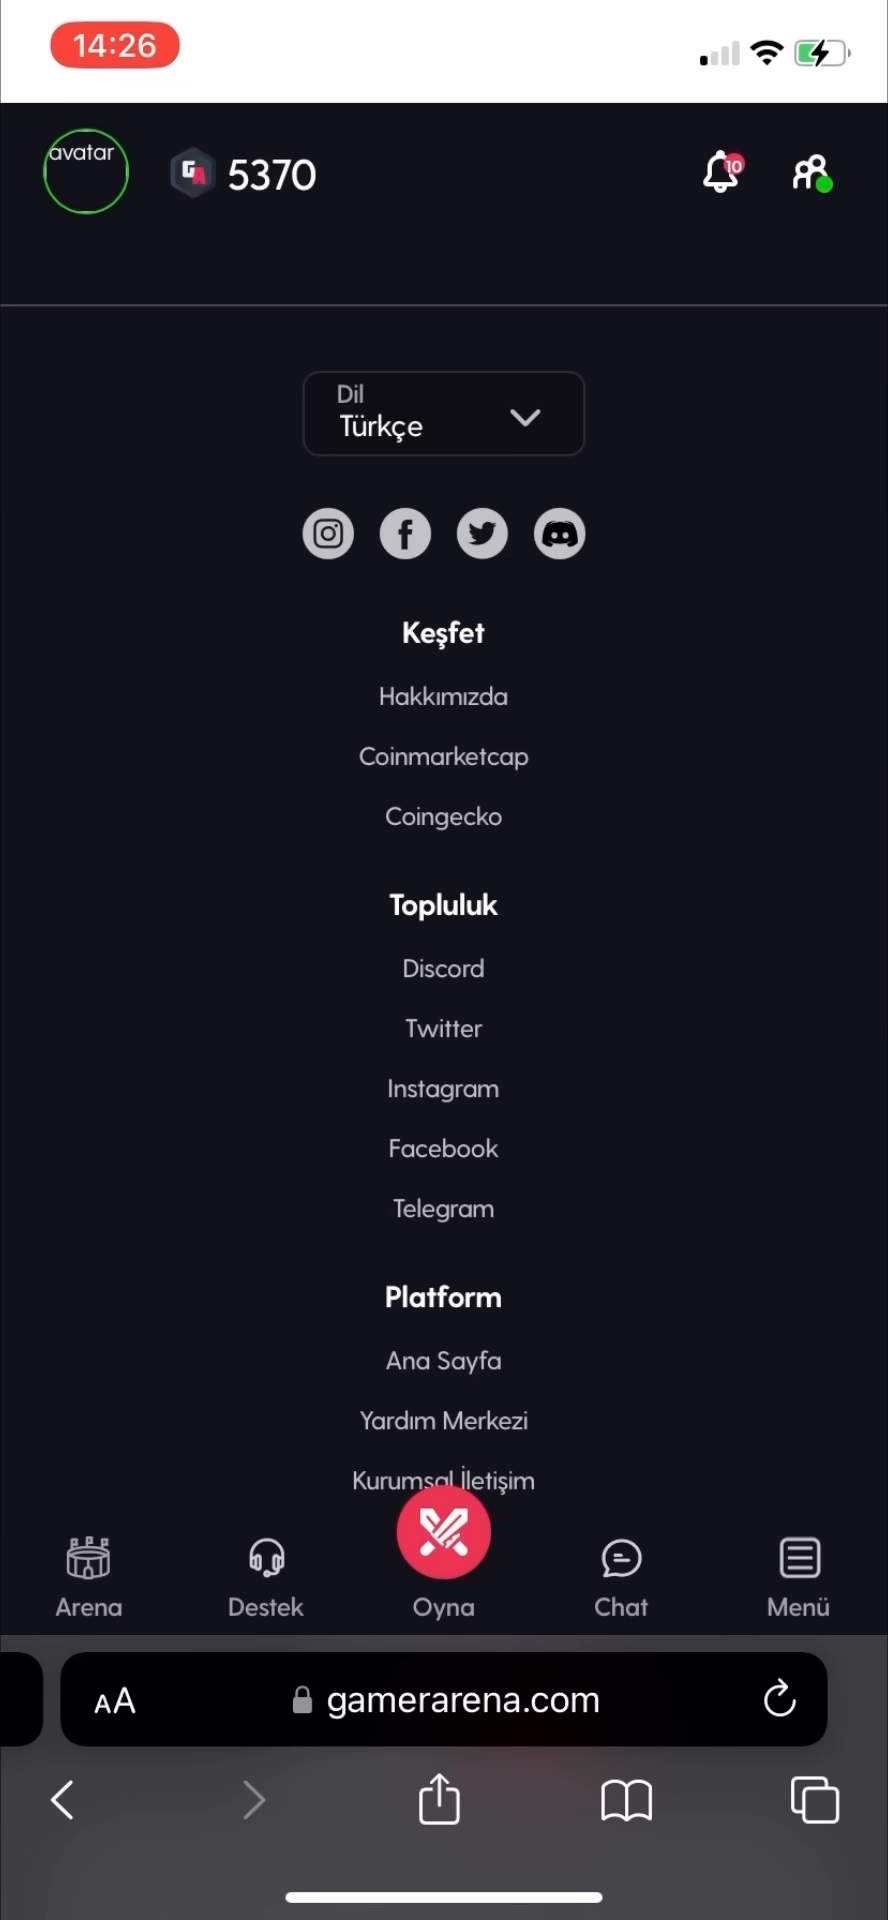 14:26
avatar
GA 5370
10
Dil
Türkçe
Keşfet
Hakkımızda
Coinmarketcap
Coingecko
Topluluk
Discord
Twitter
Instagram
Facebook
Telegram
Platform
Ana Sayfa
Yardım Merkezi
Kurumsal İletişim
Arena
Destek
Oyna
Chat
Menü
AA gamerarena.com